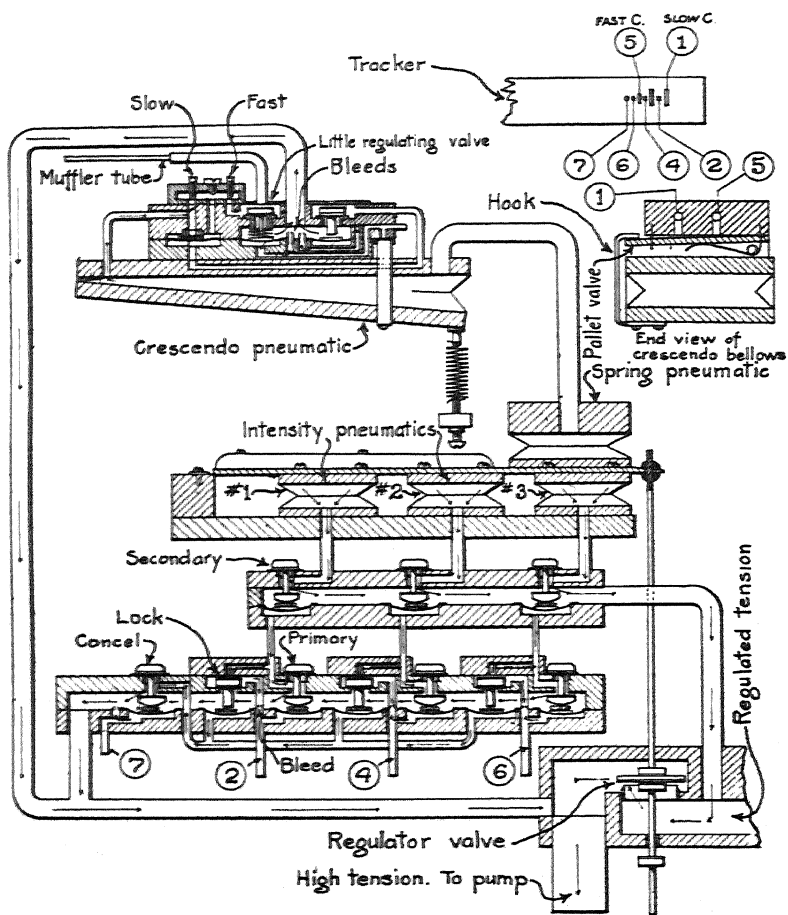 FAST C. SLOW C.
5 1
Tracker
7 6 4 2
Slow Fast
Little regulating valve
Bleeds
Muffler tube
1 5
Hook
Pallet valve
End view of
crescendo bellows
Crescendo pneumatic
Spring pneumatic
Intensity pneumatics
#1 #2 #3
Secondary
Lock
Cancel
Primary
Regulated tension
7
2
Bleed
4
6
Regulator valve
High tension. To pump